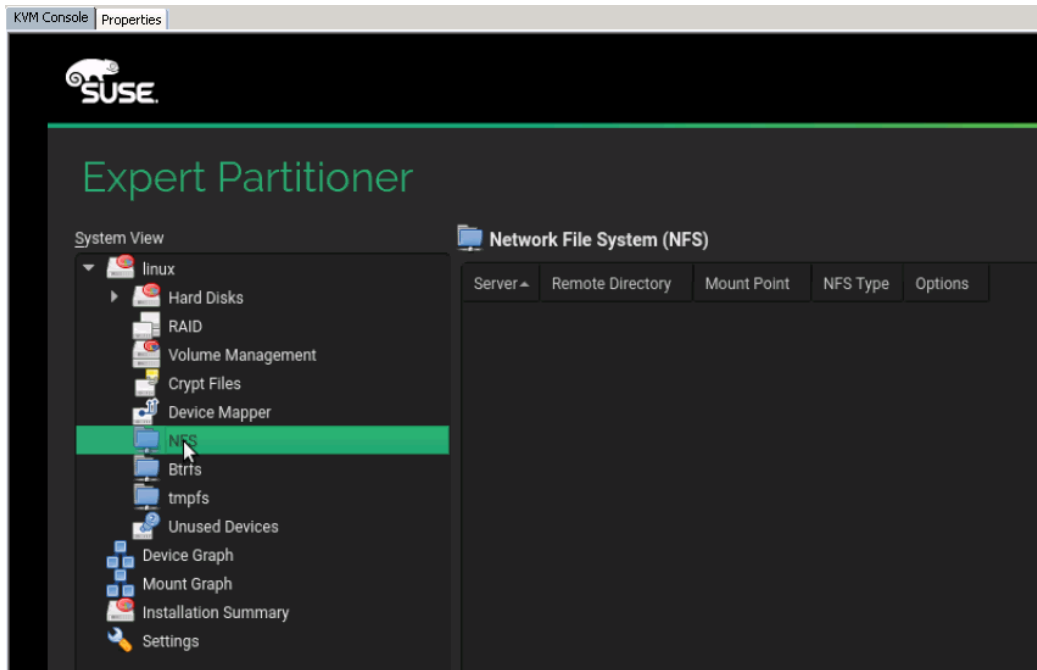 KVM Console Properties
SUSE.
Expert Partitioner
System View
linux
Hard Disks
RAID
Volume Management
Crypt Files
Device Mapper
NFS
Btrfs
tmpfs
Unused Devices
Device Graph
Mount Graph
Installation Summary
Settings
Network File System (NFS)
Server Remote Directory Mount Point NFS Type Options